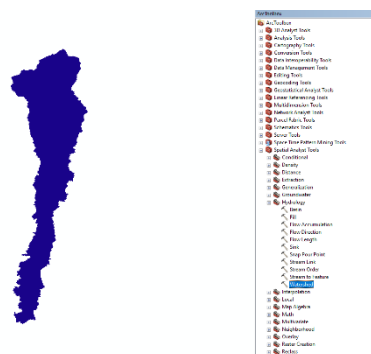 ArcToolbox
ArcToolbox
3D Analyst Tools
Analysis Tools
Cartography Tools
Conversion Tools
Data Interoperability Tools
Data Management Tools
Editing Tools
Geocoding Tools
Geostatistical Analyst Tools
Linear Referencing Tools
Multidimension Tools
Network Analyst Tools
Parcel Fabric Tools
Schematics Tools
Server Tools
Space Time Pattern Mining Tools
Spatial Analyst Tools
Conditional
Density
Distance
Extraction
Generalization
Groundwater
Hydrology
Basin
Fill
Flow Accumulation
Flow Direction
Flow Length
Sink
Snap Pour Point
Stream Link
Stream Order
Stream to Feature
Watershed
Interpolation
Local
Map Algebra
Math
Multivariate
Neighborhood
Overlay
Raster Creation
Reclass